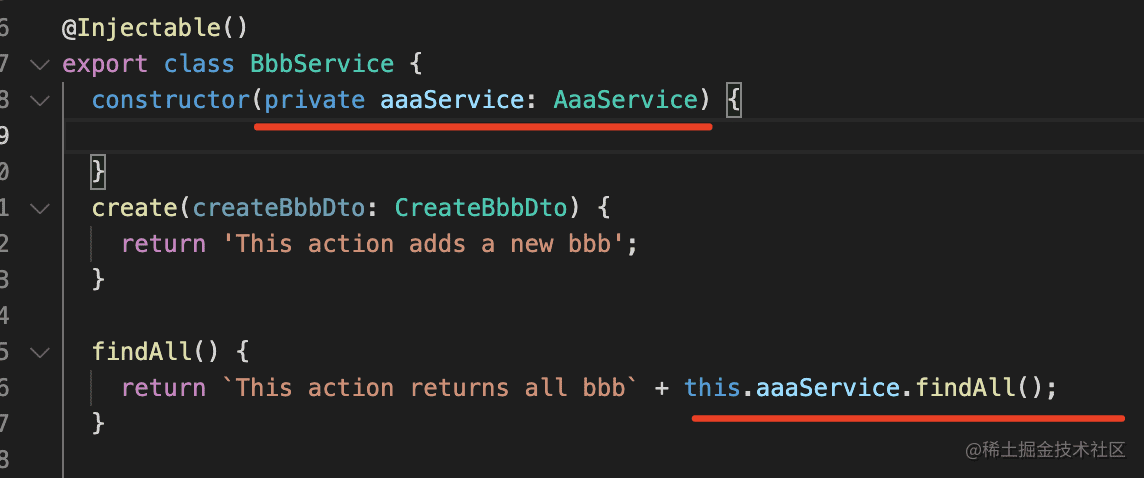 6 @Injectable()
7 export class BbbService {
8 constructor(private aaaService: AaaService) {
9
0 }
1 create(createBbbDto: CreateBbbDto) {
2 return 'This action adds a new bbb';
3 }
4
5 findAll() {
6 return `This action returns all bbb` + this.aaaService.findAll();
7 }
8
@稀土掘金技术社区